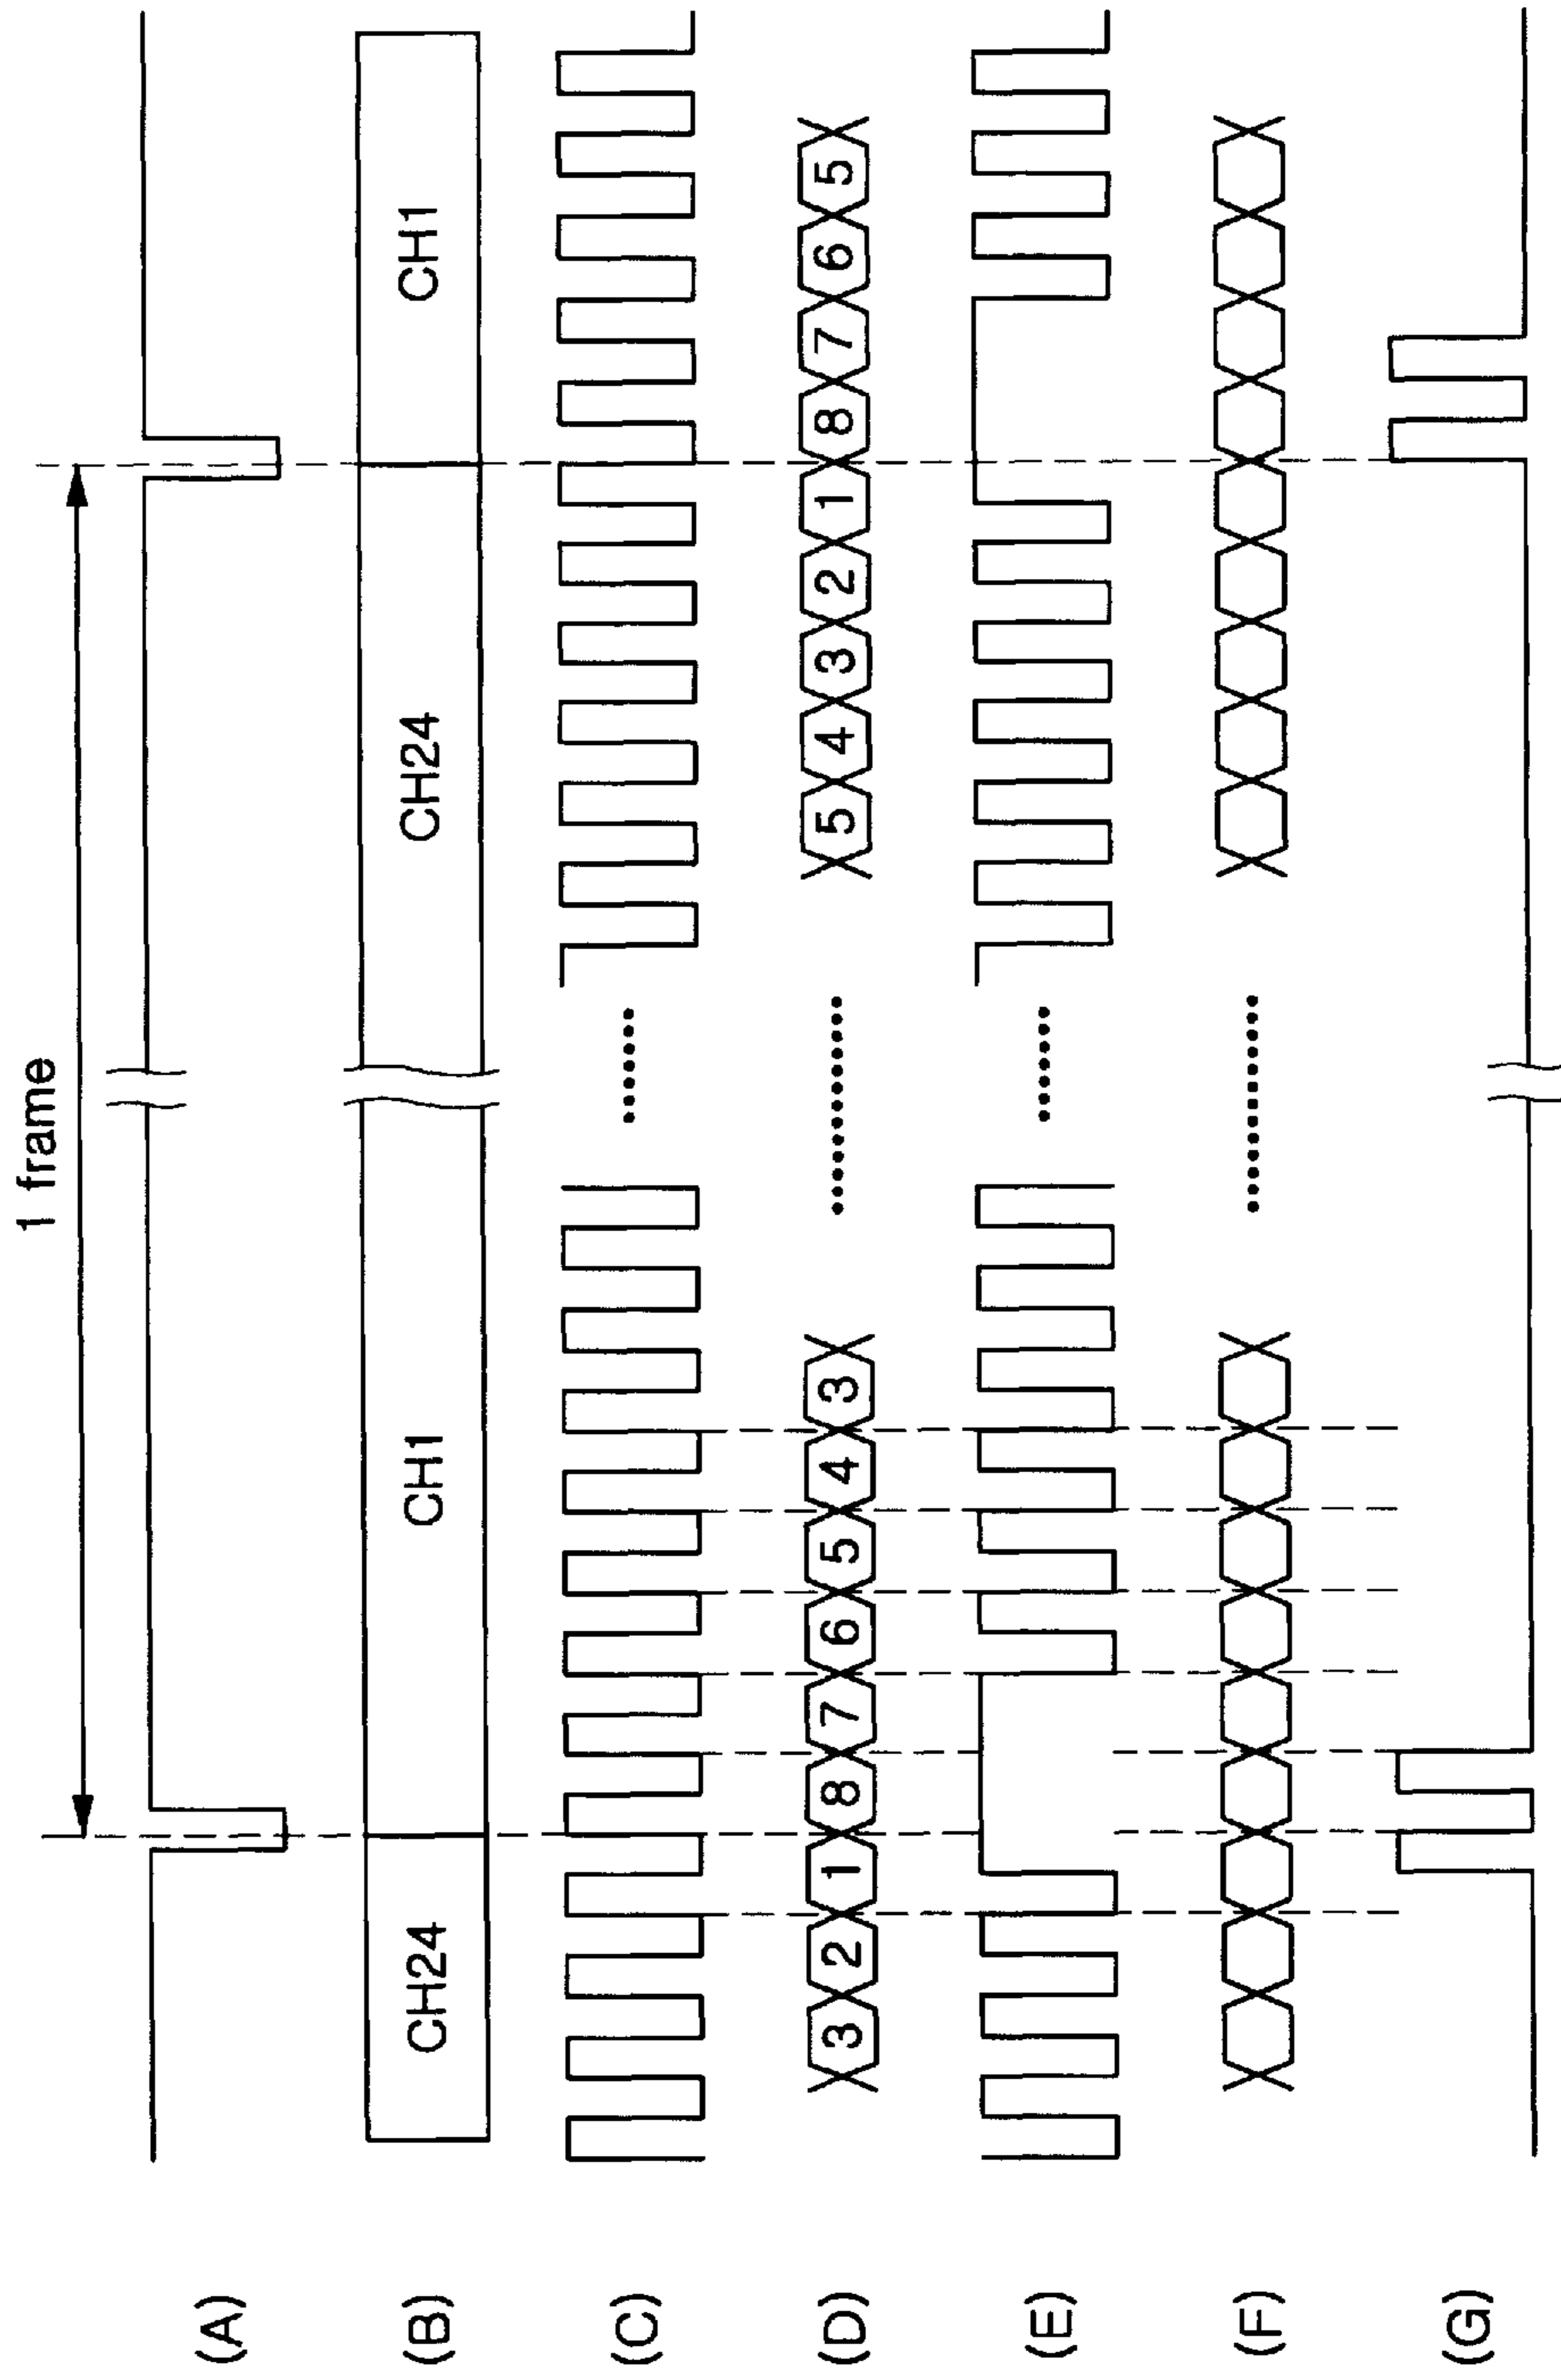 1 frame
(A)
(B) CH24 CH1 CH24 CH1
(C)
(D) 3 2 1 8 7 6 5 4 3 5 4 3 2 1 8 7 6 5
(E)
(F)
(G)